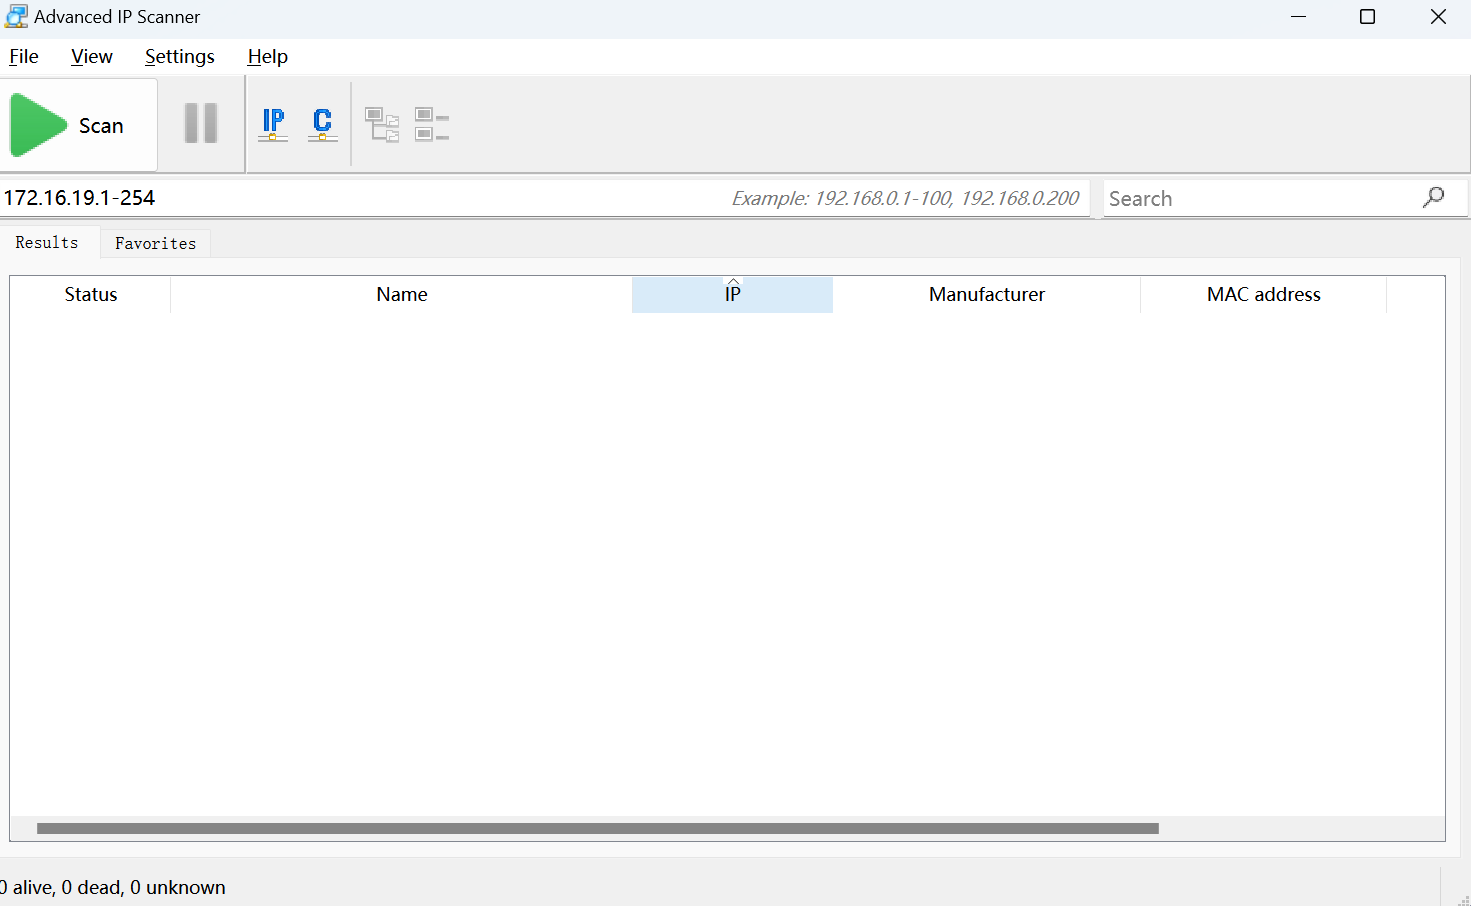 Advanced IP Scanner
File View Settings Help
Scan IP C
172.16.19.1-254 Example: 192.168.0.1-100, 192.168.0.200 Search
Results Favorites
Status Name IP Manufacturer MAC address
0 alive, 0 dead, 0 unknown